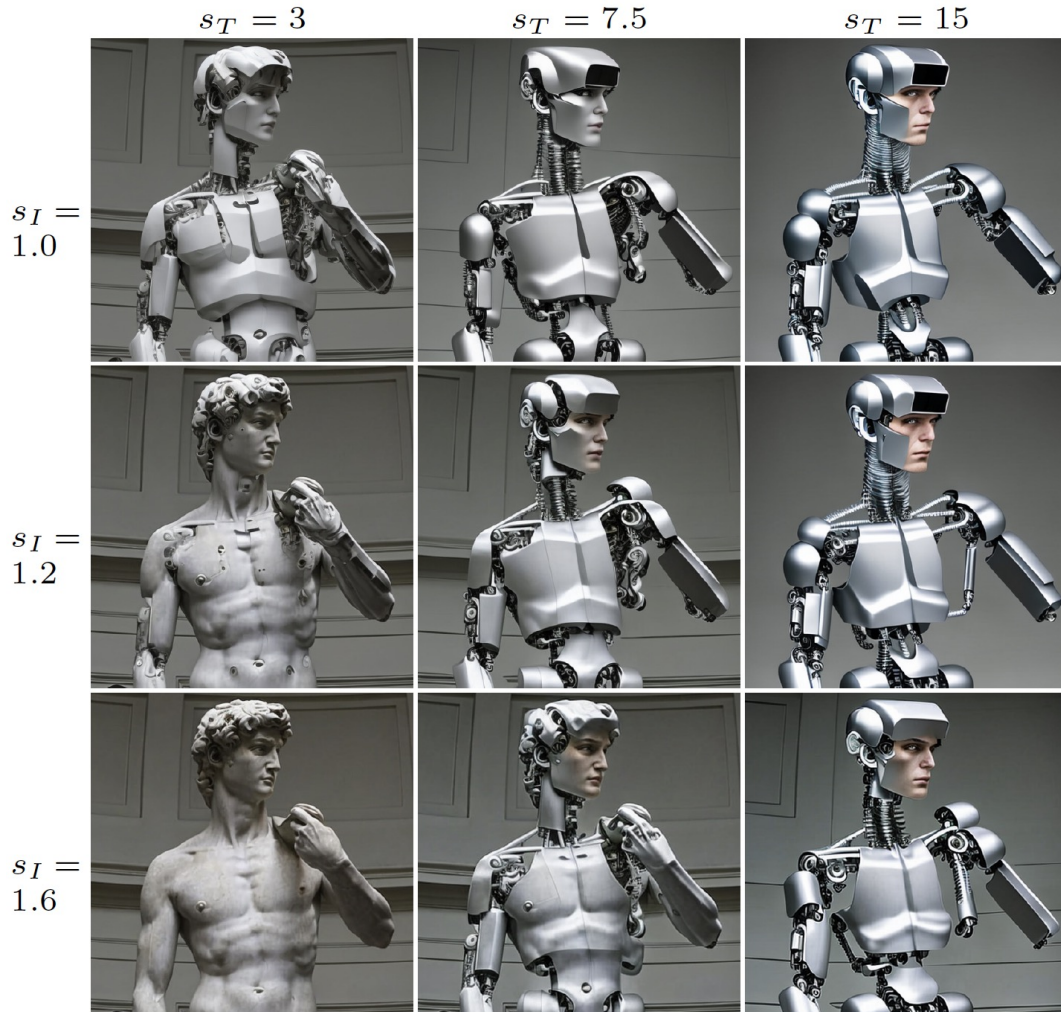 s_T = 3 s_T = 7.5 s_T = 15
s_I =
1.0
s_I =
1.2
s_I =
1.6